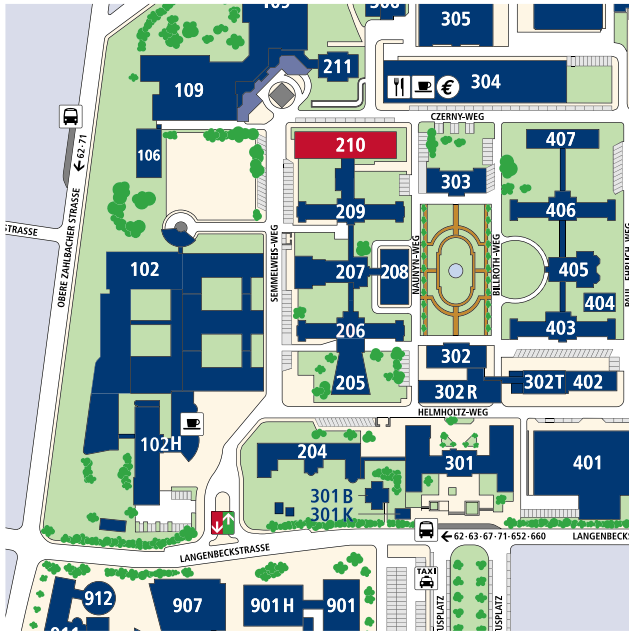 305
211
109
304
€
CZERNY-WEG
210
407
62·71
106
303
209
406
STRASSE
OBERE ZAHLBACHER STRASSE
SEMMELWEIS-WEG
NAUNYN-WEG
BILLROTH-WEG
102
207
208
405
404
206
403
302
205
302 R
302T
402
HELMHOLTZ-WEG
102H
204
301
401
301 B
301 K
62·63·67·71·652·660
LANGENBECKS
LANGENBECKSTRASSE
TAXI
912
907
901 H
901
USPLATZ
USPLATZ